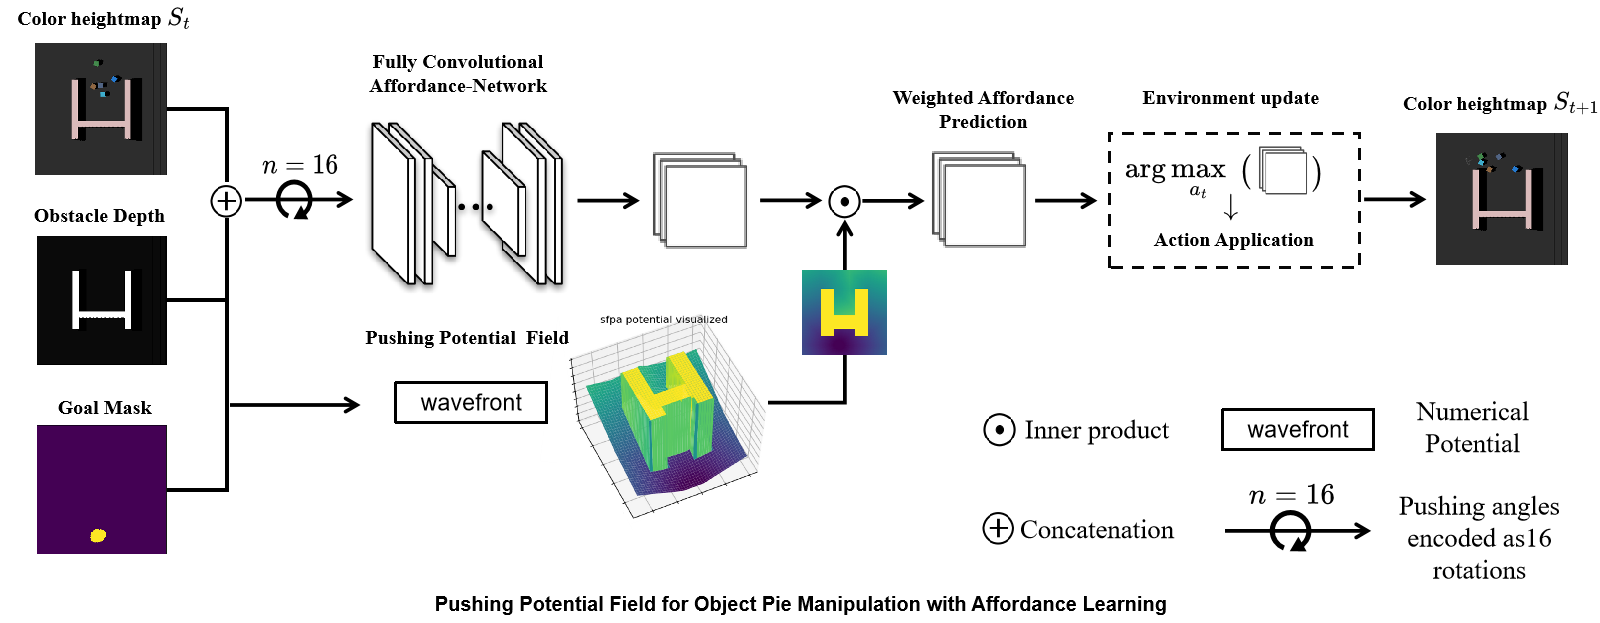 Color heightmap S_t
Obstacle Depth
Goal Mask
n = 16
Fully Convolutional
Affordance-Network
Pushing Potential Field
wavefront
sfpa potential visualized
Weighted Affordance
Prediction
Environment update
arg max ( )
a_t
Action Application
Color heightmap S_{t+1}
Inner product
wavefront
Numerical
Potential
Concatenation
n = 16
Pushing angles
encoded as16
rotations
Pushing Potential Field for Object Pie Manipulation with Affordance Learning